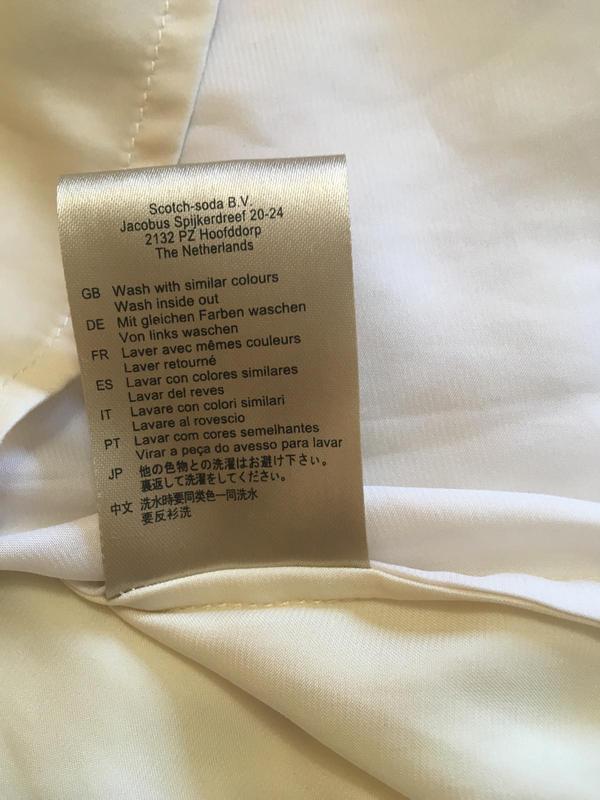 Scotch-soda B.V.
Jacobus Spijkerdreef 20-24
2132 PZ Hoofddorp
The Netherlands
GB Wash with similar colours
Wash inside out
DE Mit gleichen Farben waschen
Von links waschen
FR Laver avec mêmes couleurs
Laver retourné
ES Lavar con colores similares
Lavar del reves
IT Lavare con colori similari
Lavare al rovescio
PT Lavar com cores semelhantes
Virar a peça do avesso para lavar
JP 他の色物との洗濯はお避け下さい。
裏返して洗濯をしてください。
中文 洗水時要同类色一同洗水
要反衫洗